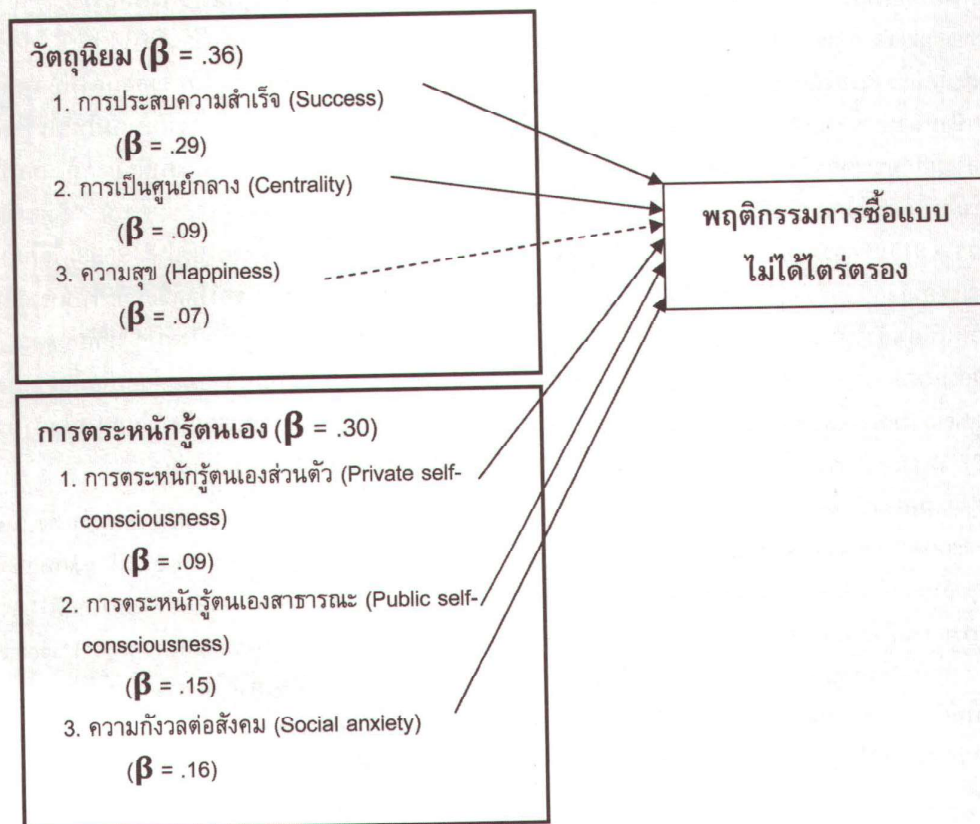 วัตถุนิยม (β = .36)
1. การประสบความสำเร็จ (Success)
(β = .29)
2. การเป็นศูนย์กลาง (Centrality)
(β = .09)
3. ความสุข (Happiness)
(β = .07)
พฤติกรรมการซื้อแบบ
ไม่ได้ไตร่ตรอง
การตระหนักรู้ตนเอง (β = .30)
1. การตระหนักรู้ตนเองส่วนตัว (Private self-
consciousness)
(β = .09)
2. การตระหนักรู้ตนเองสาธารณะ (Public self-
consciousness)
(β = .15)
3. ความกังวลต่อสังคม (Social anxiety)
(β = .16)